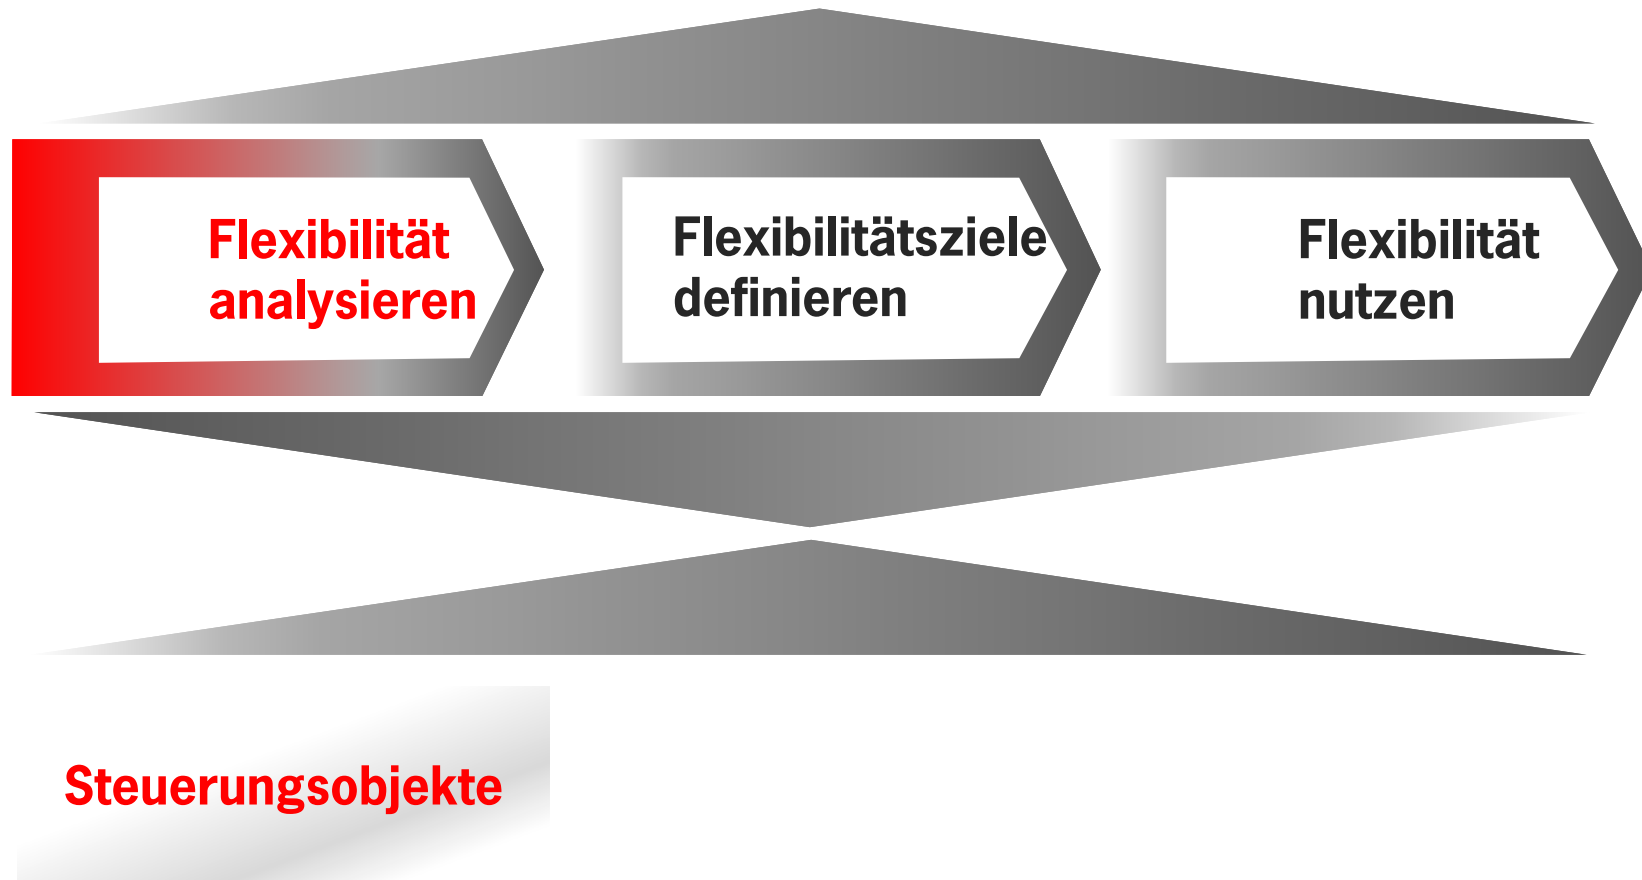 Flexibilität
analysieren
Flexibilitätsziele
definieren
Flexibilität
nutzen
Steuerungsobjekte